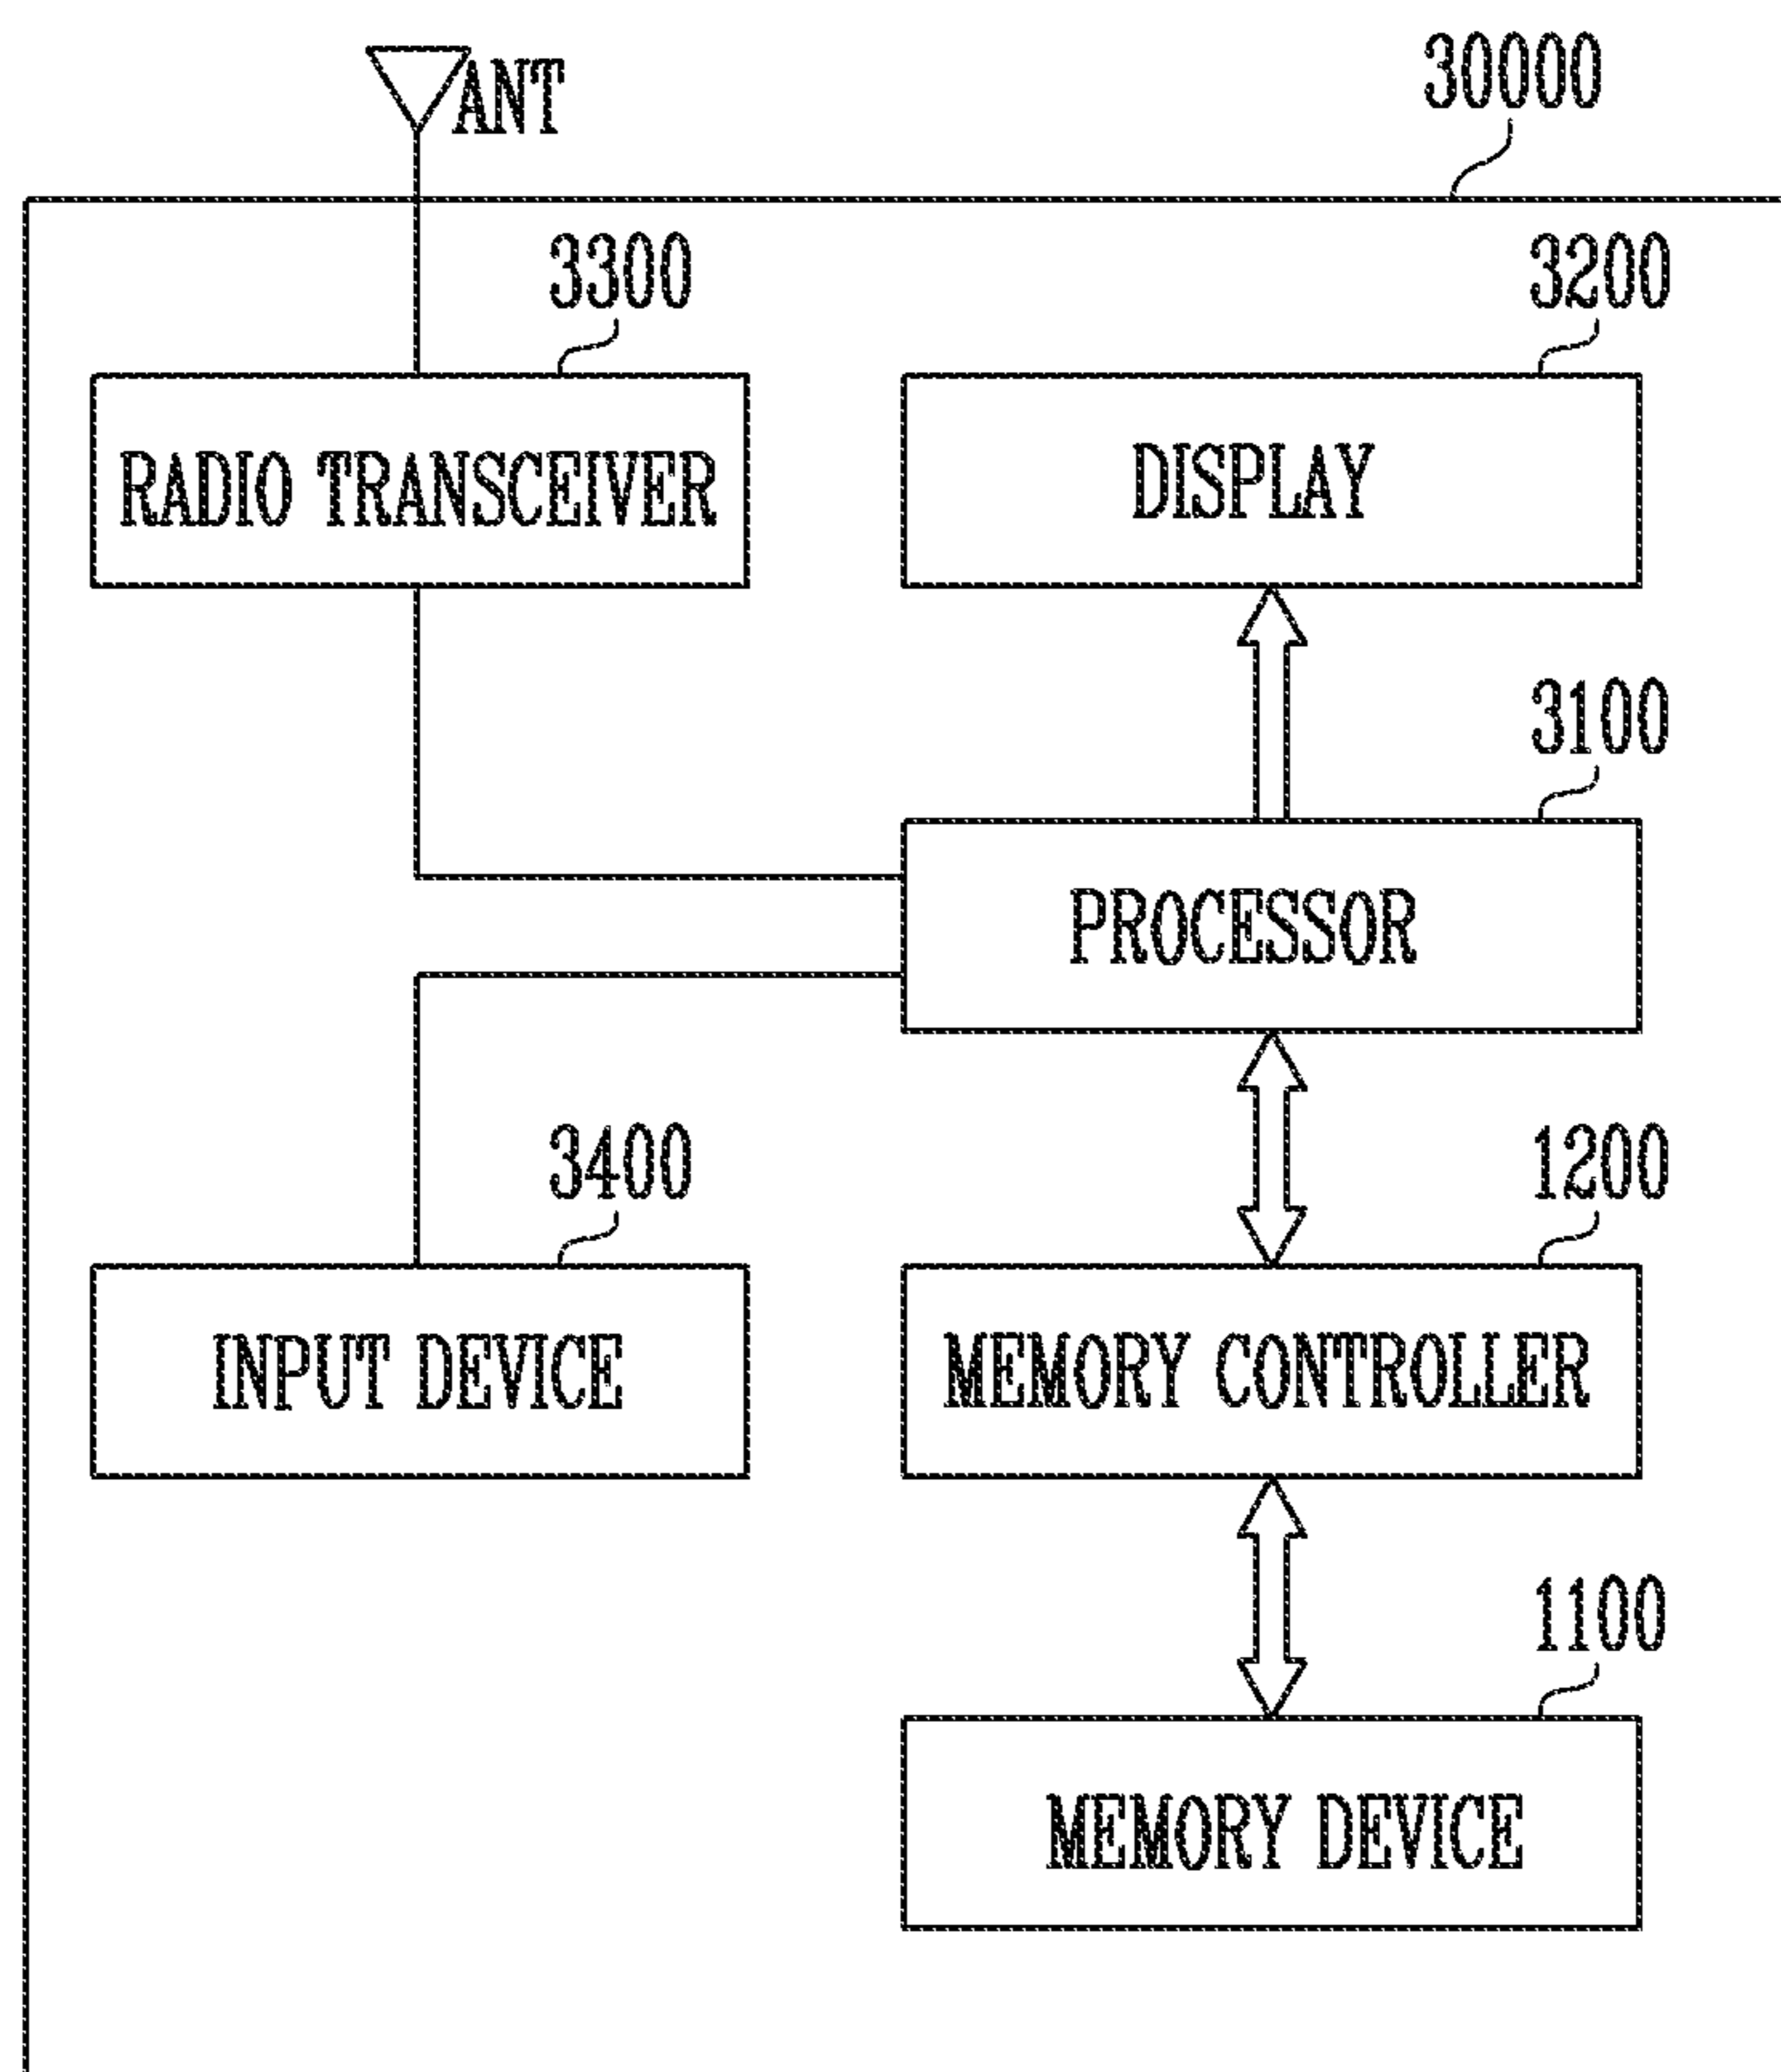 30000
ANT
3300
3200
RADIO TRANSCEIVER
DISPLAY
3100
PROCESSOR
3400
1200
INPUT DEVICE
MEMORY CONTROLLER
1100
MEMORY DEVICE